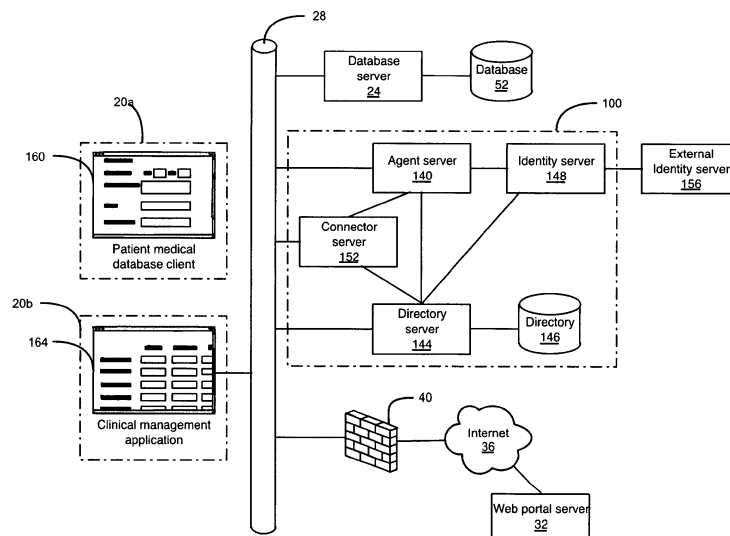 28
Database
server
24
Database
52
20a
100
160
Agent server
140
Identity server
148
External
Identity server
156
Connector
server
152
Patient medical
database client
20b
164
Directory
server
144
Directory
146
Clinical management
application
40
Internet
36
Web portal server
32